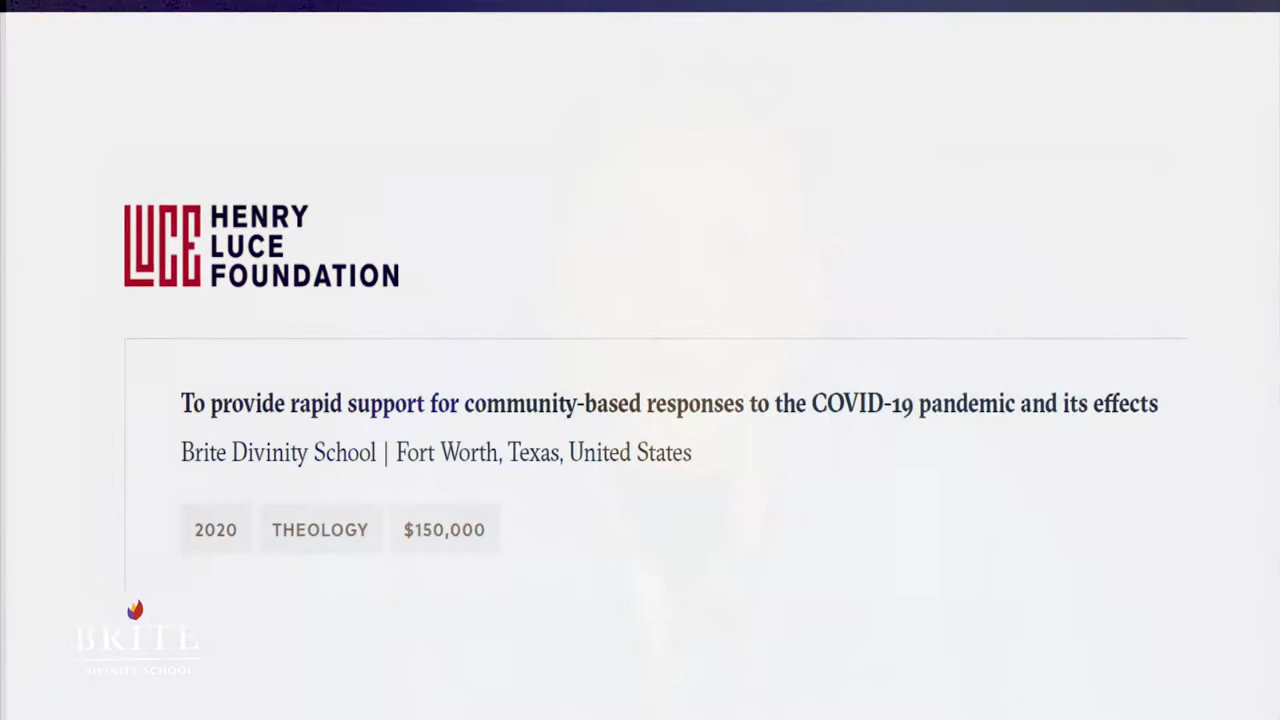 LUCE
HENRY
LUCE
FOUNDATION
To provide rapid support for community-based responses to the COVID-19 pandemic and its effects
Brite Divinity School | Fort Worth, Texas, United States
2020 THEOLOGY $150,000
BRITE
DIVINITY SCHOOL